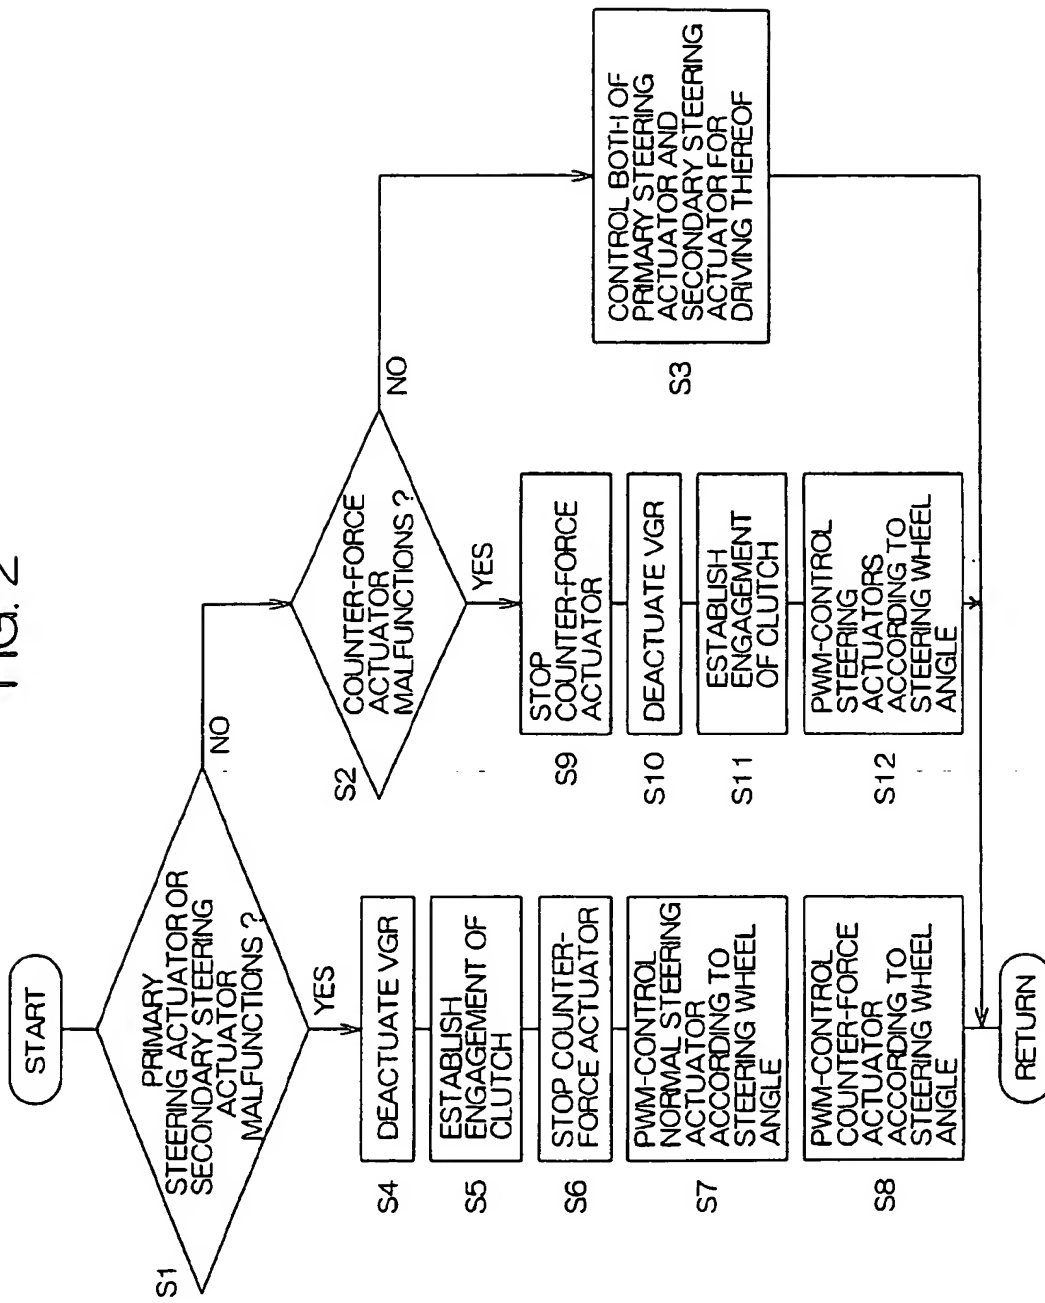 FIG. 2
START
S1
PRIMARY
STEERING ACTUATOR OR
SECONDARY STEERING
ACTUATOR
MALFUNCTIONS ?
NO
YES
S2
COUNTER-FORCE
ACTUATOR
MALFUNCTIONS ?
NO
YES
S3
CONTROL BOTH OF
PRIMARY STEERING
ACTUATOR AND
SECONDARY STEERING
ACTUATOR FOR
DRIVING THEREOF
S4
DEACTUATE VGR
S5
ESTABLISH
ENGAGEMENT OF
CLUTCH
S6
STOP COUNTER-
FORCE ACTUATOR
S7
PWM-CONTROL
NORMAL STEERING
ACTUATOR
ACCORDING TO
STEERING WHEEL
ANGLE
S8
PWM-CONTROL
COUNTER-FORCE
ACTUATOR
ACCORDING TO
STEERING WHEEL
ANGLE
S9
STOP
COUNTER-FORCE
ACTUATOR
S10
DEACTUATE VGR
S11
ESTABLISH
ENGAGEMENT
OF CLUTCH
S12
PWM-CONTROL
STEERING
ACTUATORS
ACCORDING TO
STEERING WHEEL
ANGLE
RETURN